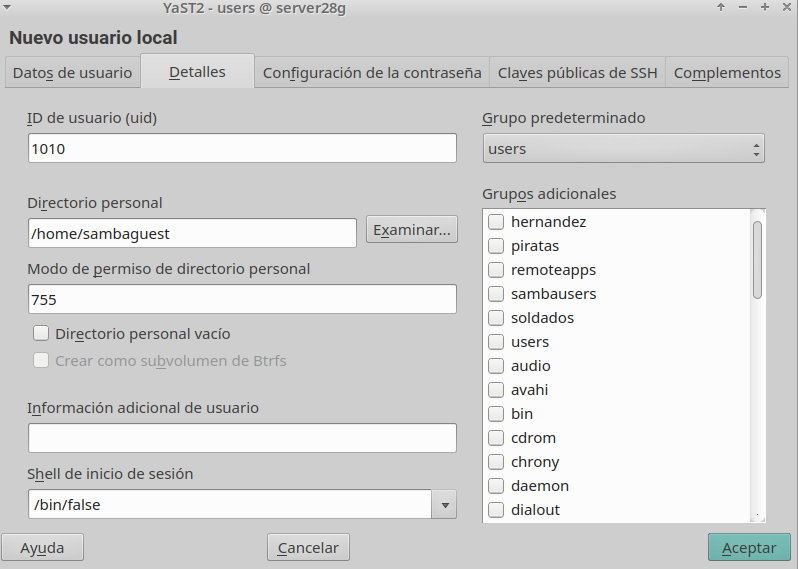 YaST2 - users @ server28g
Nuevo usuario local
Datos de usuario
Detalles
Configuración de la contraseña
Claves públicas de SSH
Complementos
ID de usuario (uid)
1010
Directorio personal
/home/sambaguest
Examinar...
Modo de permiso de directorio personal
755
Directorio personal vacío
Crear como subvolumen de Btrfs
Información adicional de usuario
Shell de inicio de sesión
/bin/false
Grupo predeterminado
users
Grupos adicionales
hernandez
piratas
remoteapps
sambausers
soldados
users
audio
avahi
bin
cdrom
chrony
daemon
dialout
Ayuda
Cancelar
Aceptar